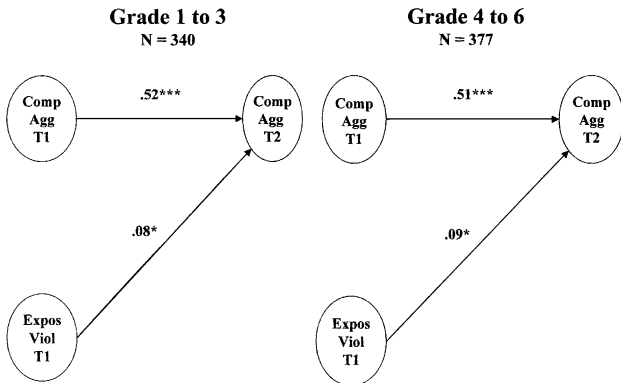 Grade 1 to 3
N = 340
Comp
Agg
T1
.52***
Comp
Agg
T2
.08*
Expos
Viol
T1
Grade 4 to 6
N = 377
Comp
Agg
T1
.51***
Comp
Agg
T2
.09*
Expos
Viol
T1